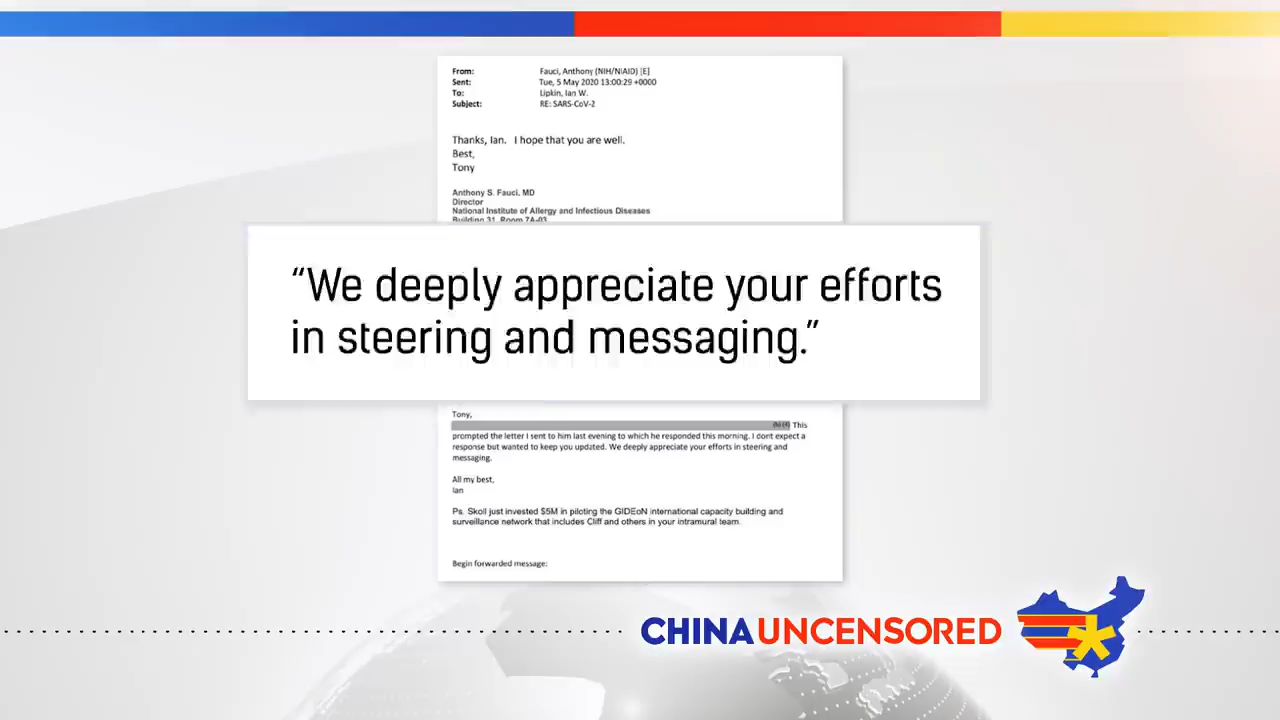 From: Fauci, Anthony (NIH/NIAID) [E]
Sent: Tue, 5 May 2020 13:00:29 +0000
To: Lipkin, Ian W.
Subject: RE: SARS-CoV-2
Thanks, Ian. I hope that you are well.
Best,
Tony
Anthony S. Fauci, MD
Director
National Institute of Allergy and Infectious Diseases
Building 31, Room 7A-03
“We deeply appreciate your efforts
in steering and messaging.”
Tony,
(b) (4) This
prompted the letter I sent to him last evening to which he responded this morning. I dont expect a
response but wanted to keep you updated. We deeply appreciate your efforts in steering and
messaging.
All my best,
Ian
Ps. Skoll just invested $5M in piloting the GIDEoN international capacity building and
surveillance network that includes Cliff and others in your intramural team.
Begin forwarded message:
CHINA UNCENSORED